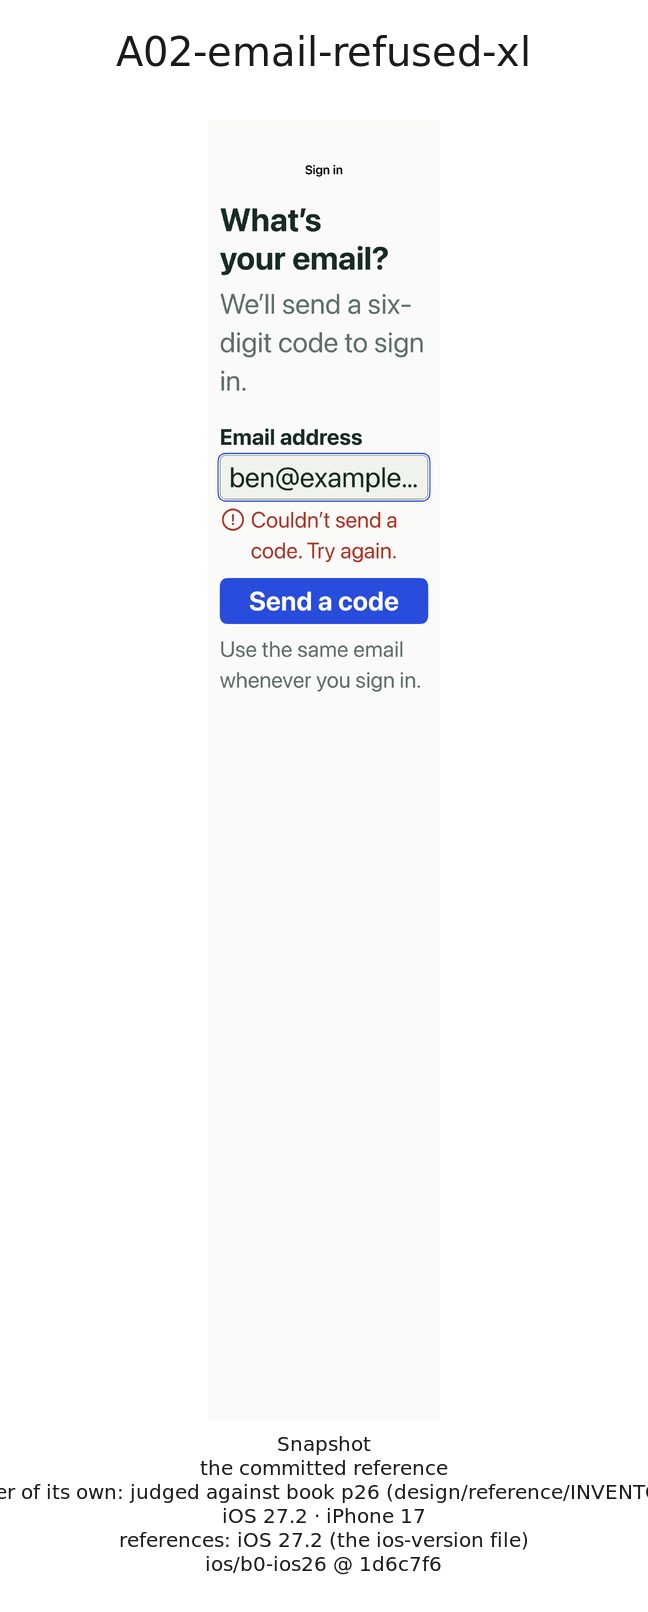 A02-email-refused-xl
Sign in
What’s
your email?
We’ll send a six-
digit code to sign
in.
Email address
ben@example…
Couldn’t send a
code. Try again.
Send a code
Use the same email
whenever you sign in.
Snapshot
the committed reference
of its own: judged against book p26 (design/reference/
iOS 27.2 · iPhone 17
references: iOS 27.2 (the ios-version file)
ios/b0-ios26 @ 1d6c7f6